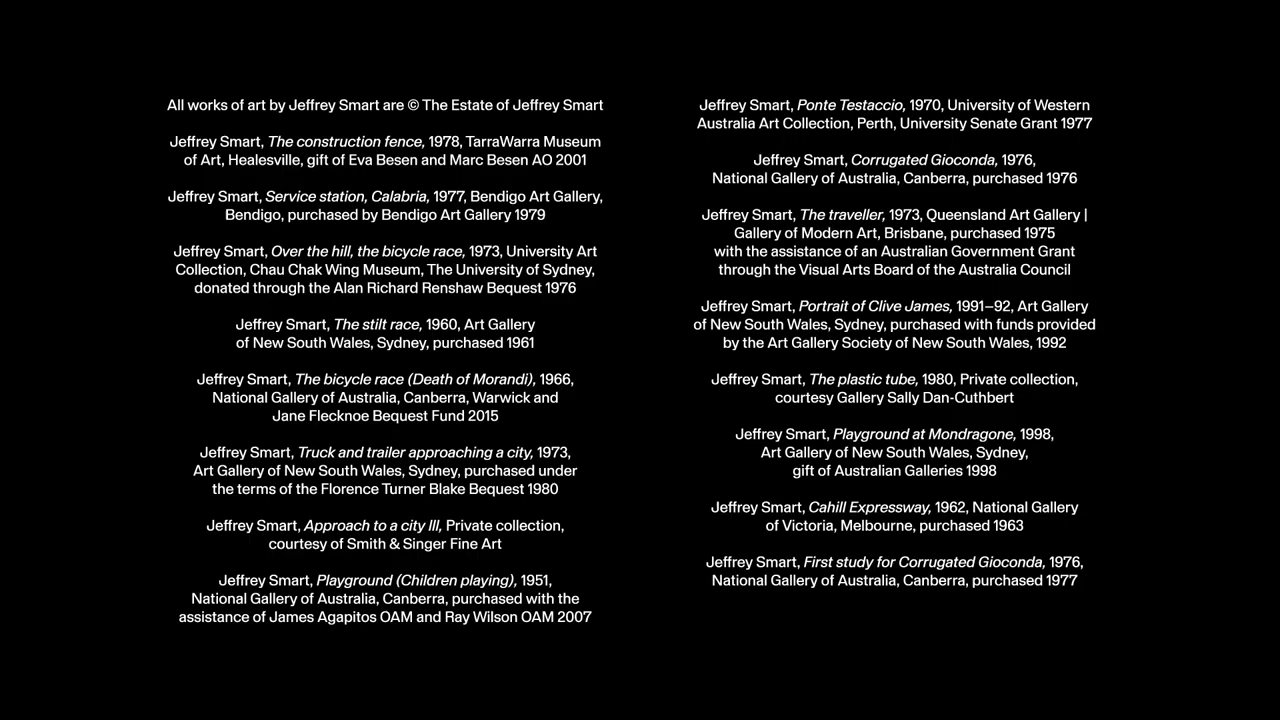 All works of art by Jeffrey Smart are © The Estate of Jeffrey Smart
Jeffrey Smart, The construction fence, 1978, TarraWarra Museum
of Art, Healesville, gift of Eva Besen and Marc Besen AO 2001
Jeffrey Smart, Service station, Calabria, 1977, Bendigo Art Gallery,
Bendigo, purchased by Bendigo Art Gallery 1979
Jeffrey Smart, Over the hill, the bicycle race, 1973, University Art
Collection, Chau Chak Wing Museum, The University of Sydney,
donated through the Alan Richard Renshaw Bequest 1976
Jeffrey Smart, The stilt race, 1960, Art Gallery
of New South Wales, Sydney, purchased 1961
Jeffrey Smart, The bicycle race (Death of Morandi), 1966,
National Gallery of Australia, Canberra, Warwick and
Jane Flecknoe Bequest Fund 2015
Jeffrey Smart, Truck and trailer approaching a city, 1973,
Art Gallery of New South Wales, Sydney, purchased under
the terms of the Florence Turner Blake Bequest 1980
Jeffrey Smart, Approach to a city III, Private collection,
courtesy of Smith & Singer Fine Art
Jeffrey Smart, Playground (Children playing), 1951,
National Gallery of Australia, Canberra, purchased with the
assistance of James Agapitos OAM and Ray Wilson OAM 2007
Jeffrey Smart, Ponte Testaccio, 1970, University of Western
Australia Art Collection, Perth, University Senate Grant 1977
Jeffrey Smart, Corrugated Gioconda, 1976,
National Gallery of Australia, Canberra, purchased 1976
Jeffrey Smart, The traveller, 1973, Queensland Art Gallery |
Gallery of Modern Art, Brisbane, purchased 1975
with the assistance of an Australian Government Grant
through the Visual Arts Board of the Australia Council
Jeffrey Smart, Portrait of Clive James, 1991–92, Art Gallery
of New South Wales, Sydney, purchased with funds provided
by the Art Gallery Society of New South Wales, 1992
Jeffrey Smart, The plastic tube, 1980, Private collection,
courtesy Gallery Sally Dan-Cuthbert
Jeffrey Smart, Playground at Mondragone, 1998,
Art Gallery of New South Wales, Sydney,
gift of Australian Galleries 1998
Jeffrey Smart, Cahill Expressway, 1962, National Gallery
of Victoria, Melbourne, purchased 1963
Jeffrey Smart, First study for Corrugated Gioconda, 1976,
National Gallery of Australia, Canberra, purchased 1977